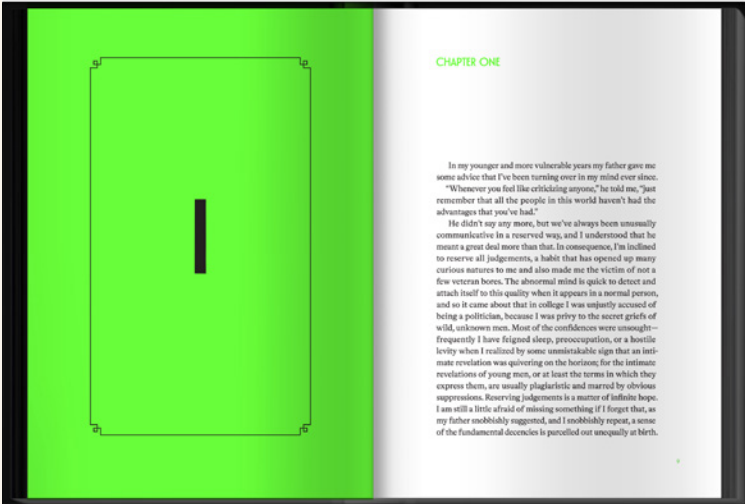 I
CHAPTER ONE
In my younger and more vulnerable years my father gave me
some advice that I've been turning over in my mind ever since.
"Whenever you feel like criticizing anyone," he told me, "just
remember that all the people in this world haven't had the
advantages that you've had."
He didn't say any more, but we've always been unusually
communicative in a reserved way, and I understood that he
meant a great deal more than that. In consequence, I'm inclined
to reserve all judgements, a habit that has opened up many
curious natures to me and also made me the victim of not a
few veteran bores. The abnormal mind is quick to detect and
attach itself to this quality when it appears in a normal person,
and so it came about that in college I was unjustly accused of
being a politician, because I was privy to the secret griefs of
wild, unknown men. Most of the confidences were unsought—
frequently I have feigned sleep, preoccupation, or a hostile
levity when I realized by some unmistakable sign that an inti-
mate revelation was quivering on the horizon; for the intimate
revelations of young men, or at least the terms in which they
express them, are usually plagiaristic and marred by obvious
suppressions. Reserving judgements is a matter of infinite hope.
I am still a little afraid of missing something if I forget that, as
my father snobbishly suggested, and I snobbishly repeat, a sense
of the fundamental decencies is parcelled out unequally at birth.